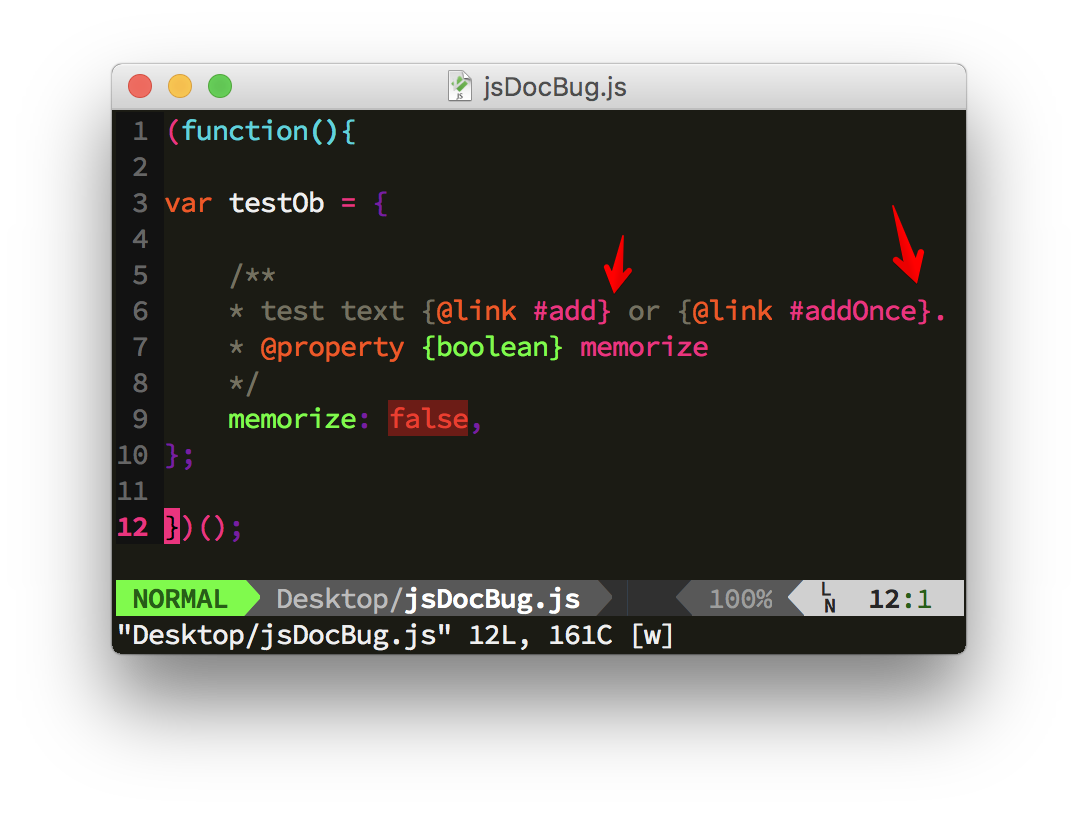 jsDocBug.js
1 (function(){
2
3 var testOb = {
4
5     /**
6     * test text {@link #add} or {@link #addOnce}.
7     * @property {boolean} memorize
8     */
9     memorize: false,
10 };
11
12 })();
NORMAL Desktop/jsDocBug.js 100% LN 12:1
"Desktop/jsDocBug.js" 12L, 161C [w]